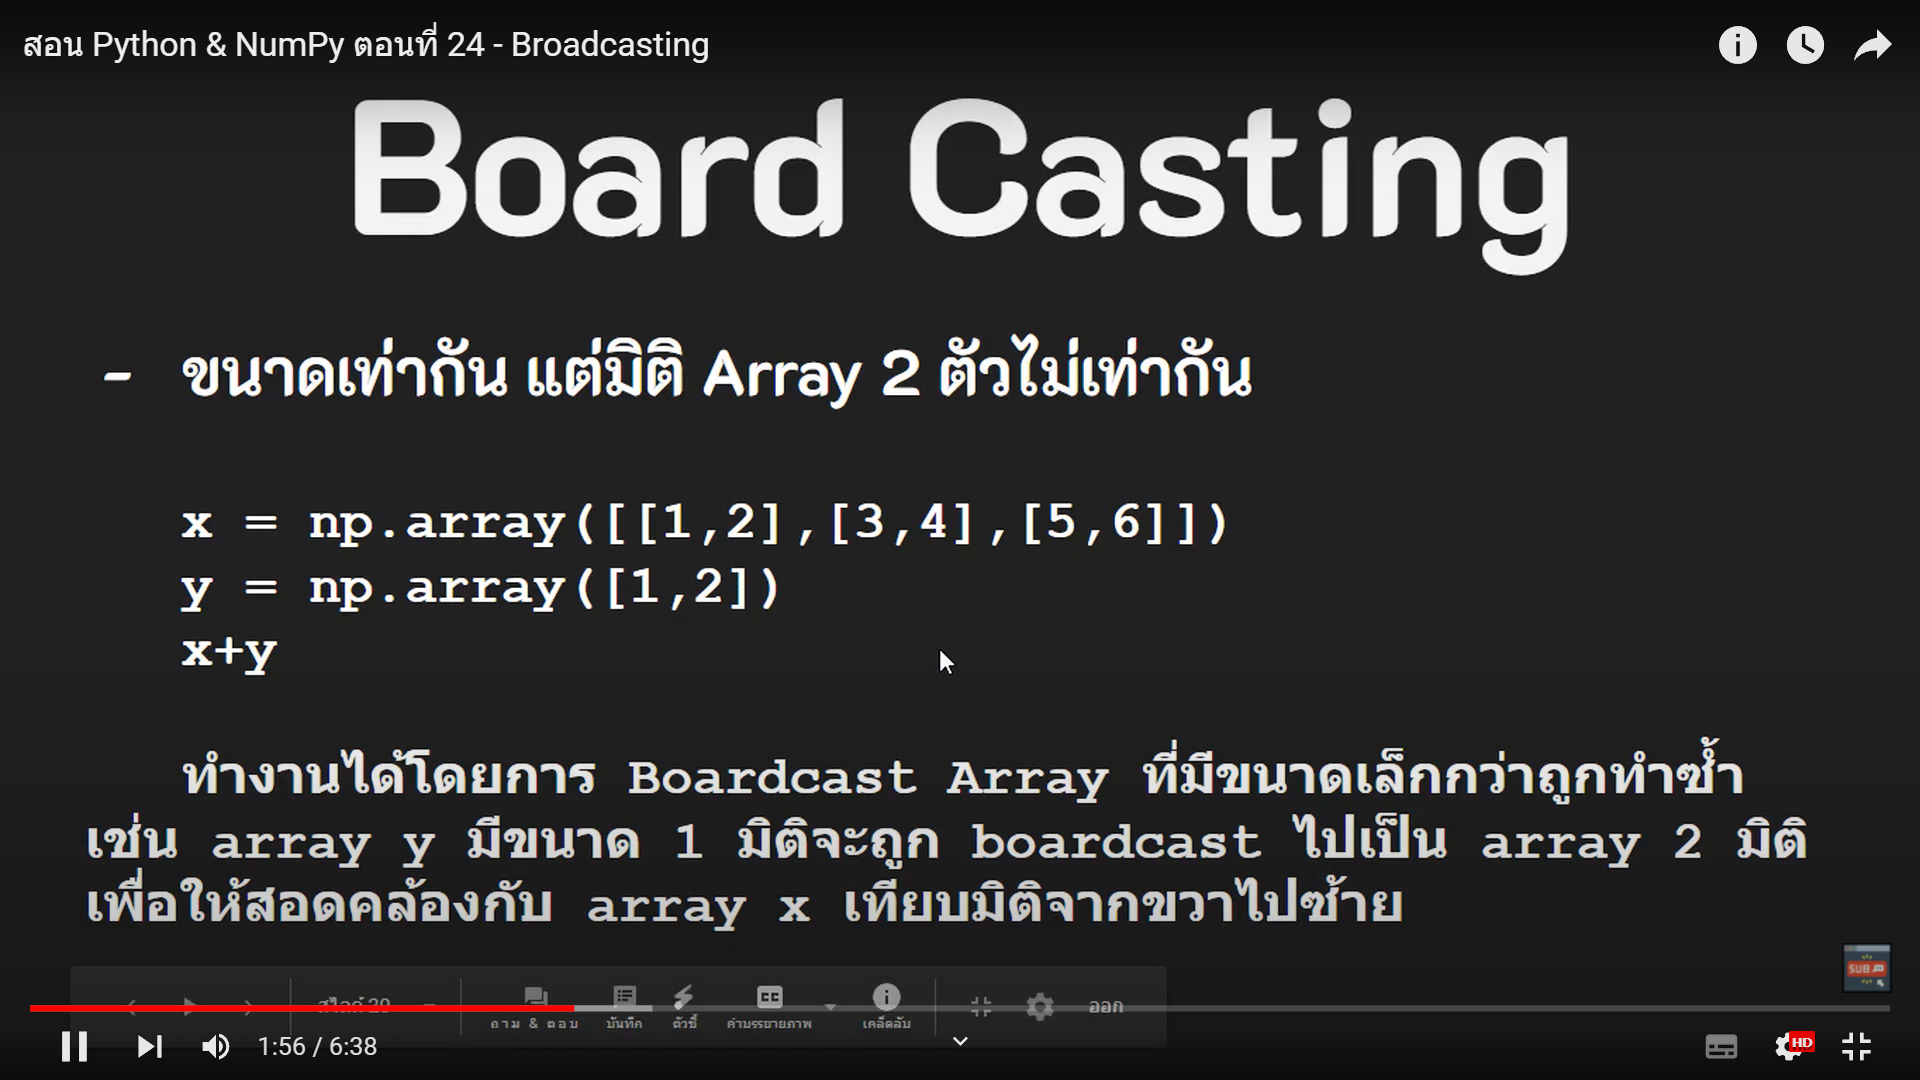 สอน Python & NumPy ตอนที่ 24 - Broadcasting
Board Casting
- ขนาดเท่ากัน แต่มิติ Array 2 ตัวไม่เท่ากัน
x = np.array([[1,2],[3,4],[5,6]])
y = np.array([1,2])
x+y
ทำงานได้โดยการ Boardcast Array ที่มีขนาดเล็กกว่าถูกทำซ้ำ
เช่น array y มีขนาด 1 มิติจะถูก boardcast ไปเป็น array 2 มิติ
เพื่อให้สอดคล้องกับ array x เทียบมิติจากขวาไปซ้าย
SUB
สไลด์ 20
CC
ออก
ถาม & ตอบ บันทึก ตัวชี้ คำบรรยายภาพ เคล็ดลับ
1:56 / 6:38
HD